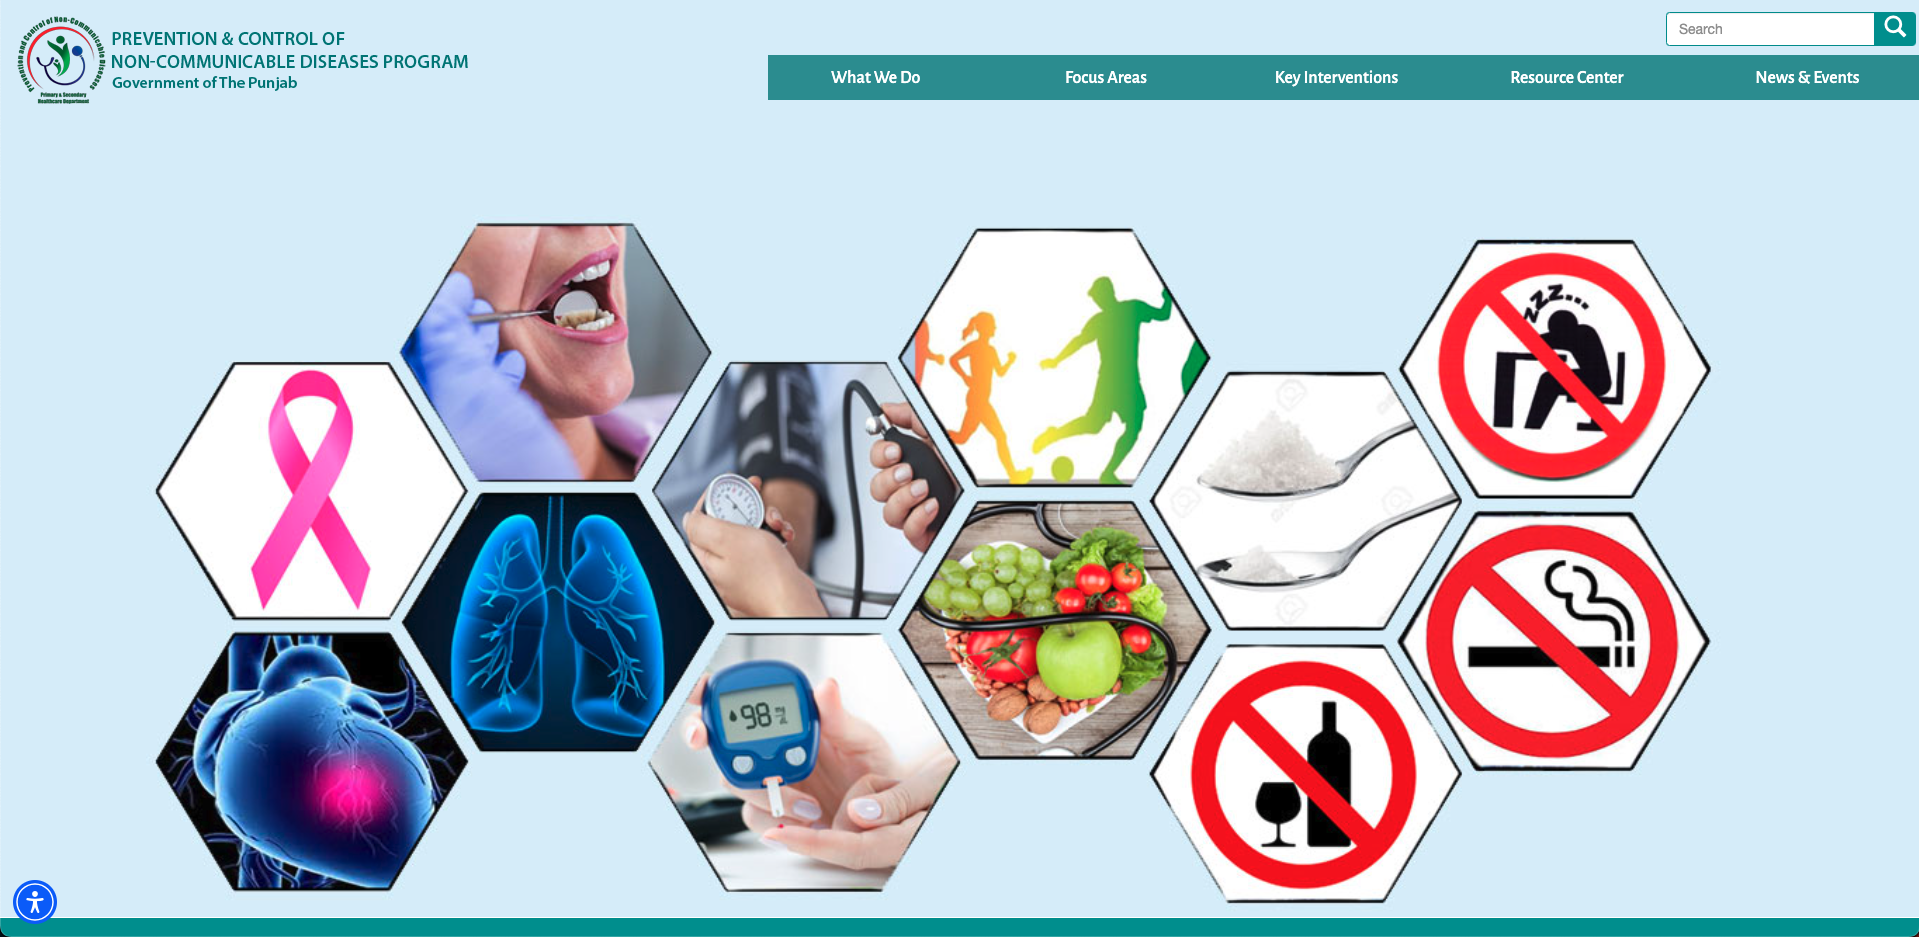 Prevention and Control of Non-Communicable Diseases
Primary & Secondary
Healthcare Department
PREVENTION & CONTROL OF
NON-COMMUNICABLE DISEASES PROGRAM
Government of The Punjab
Search
What We Do
Focus Areas
Key Interventions
Resource Center
News & Events
zZZ...
98